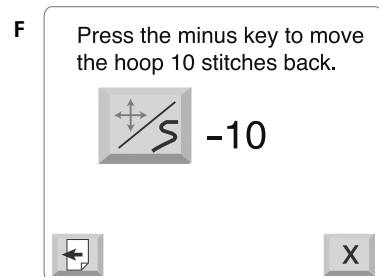 F
Press the minus key to move
the hoop 10 stitches back.
S -10
X